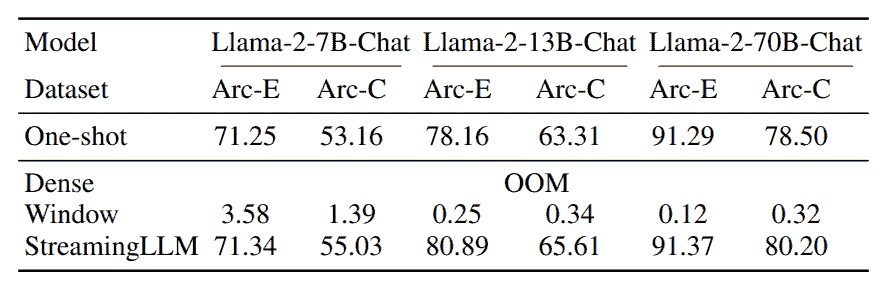 Model Llama-2-7B-Chat Llama-2-13B-Chat Llama-2-70B-Chat
Dataset Arc-E Arc-C Arc-E Arc-C Arc-E Arc-C
One-shot 71.25 53.16 78.16 63.31 91.29 78.50
Dense OOM
Window 3.58 1.39 0.25 0.34 0.12 0.32
StreamingLLM 71.34 55.03 80.89 65.61 91.37 80.20